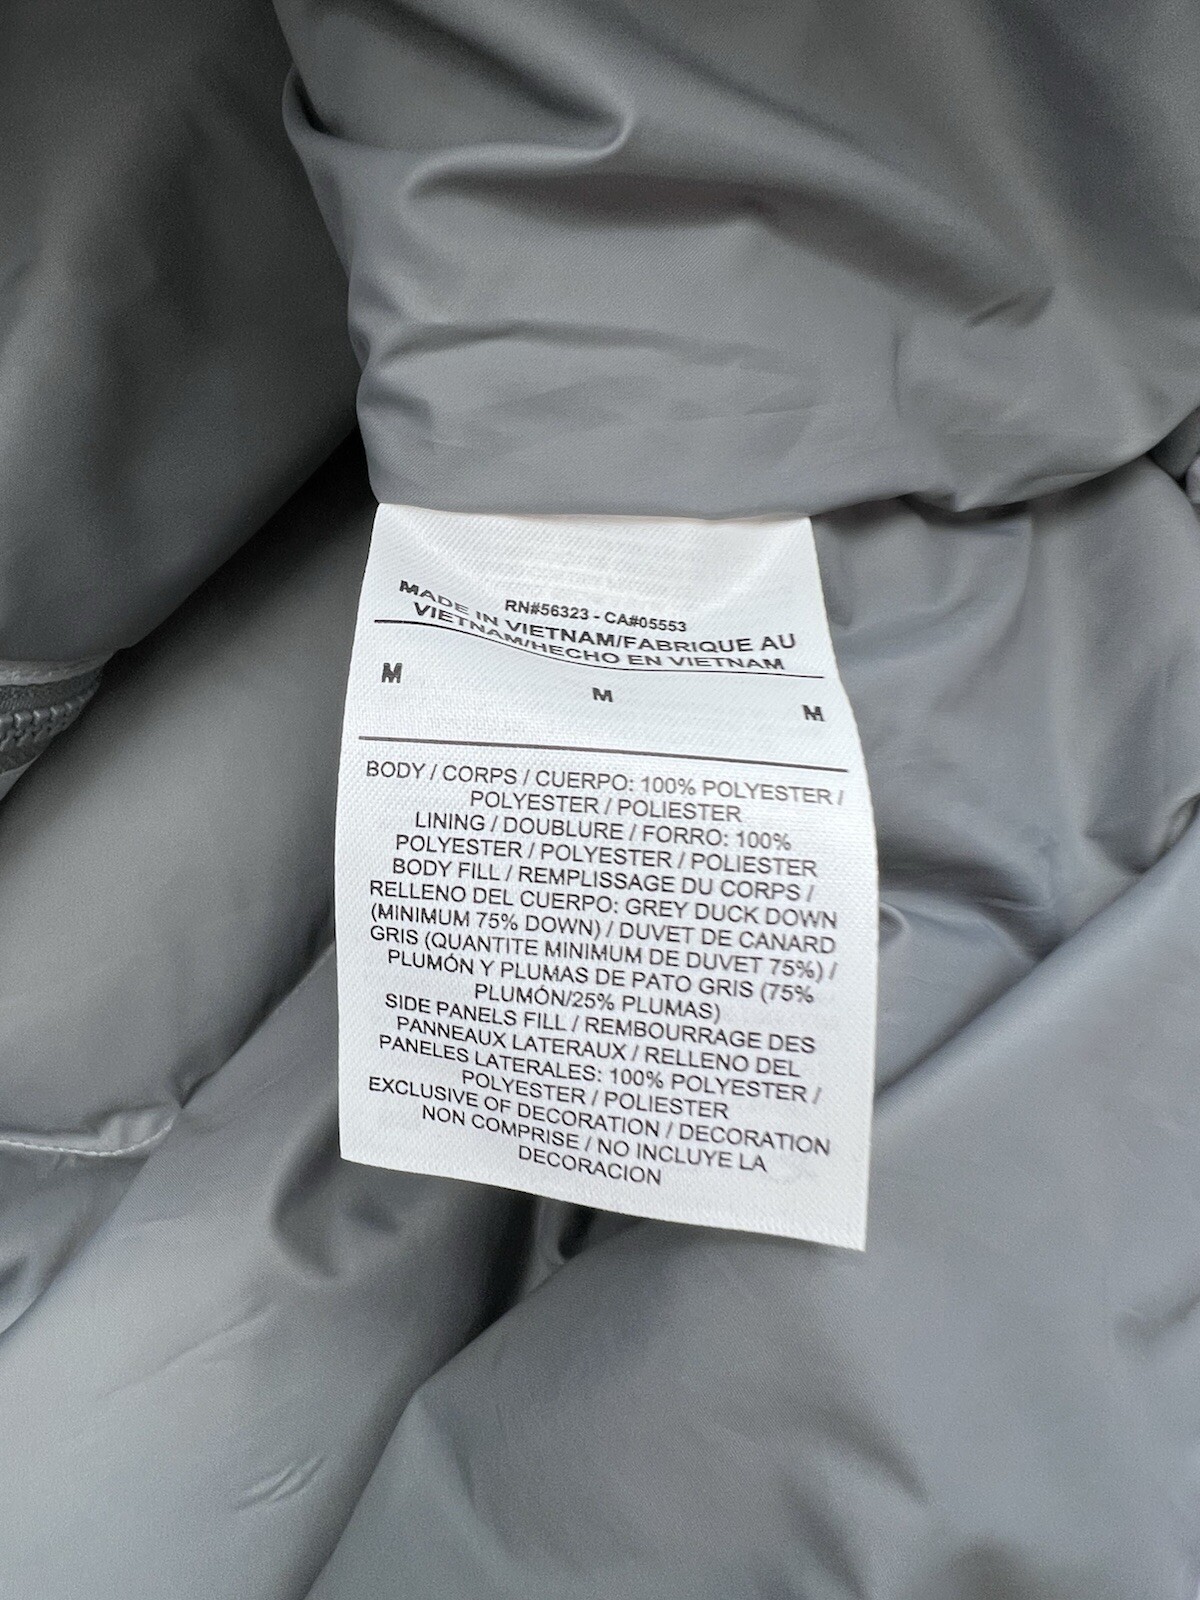 RN#56323 - CA#05553
MADE IN VIETNAM/FABRIQUE AU
VIETNAM/HECHO EN VIETNAM
M M M
BODY / CORPS / CUERPO: 100% POLYESTER /
POLYESTER / POLIESTER
LINING / DOUBLURE / FORRO: 100%
POLYESTER / POLYESTER / POLIESTER
BODY FILL / REMPLISSAGE DU CORPS /
RELLENO DEL CUERPO: GREY DUCK DOWN
(MINIMUM 75% DOWN) / DUVET DE CANARD
GRIS (QUANTITE MINIMUM DE DUVET 75%) /
PLUMÓN Y PLUMAS DE PATO GRIS (75%
PLUMÓN/25% PLUMAS)
SIDE PANELS FILL / REMBOURRAGE DES
PANNEAUX LATERAUX / RELLENO DEL
PANELES LATERALES: 100% POLYESTER /
POLYESTER / POLIESTER
EXCLUSIVE OF DECORATION / DECORATION
NON COMPRISE / NO INCLUYE LA
DECORACION